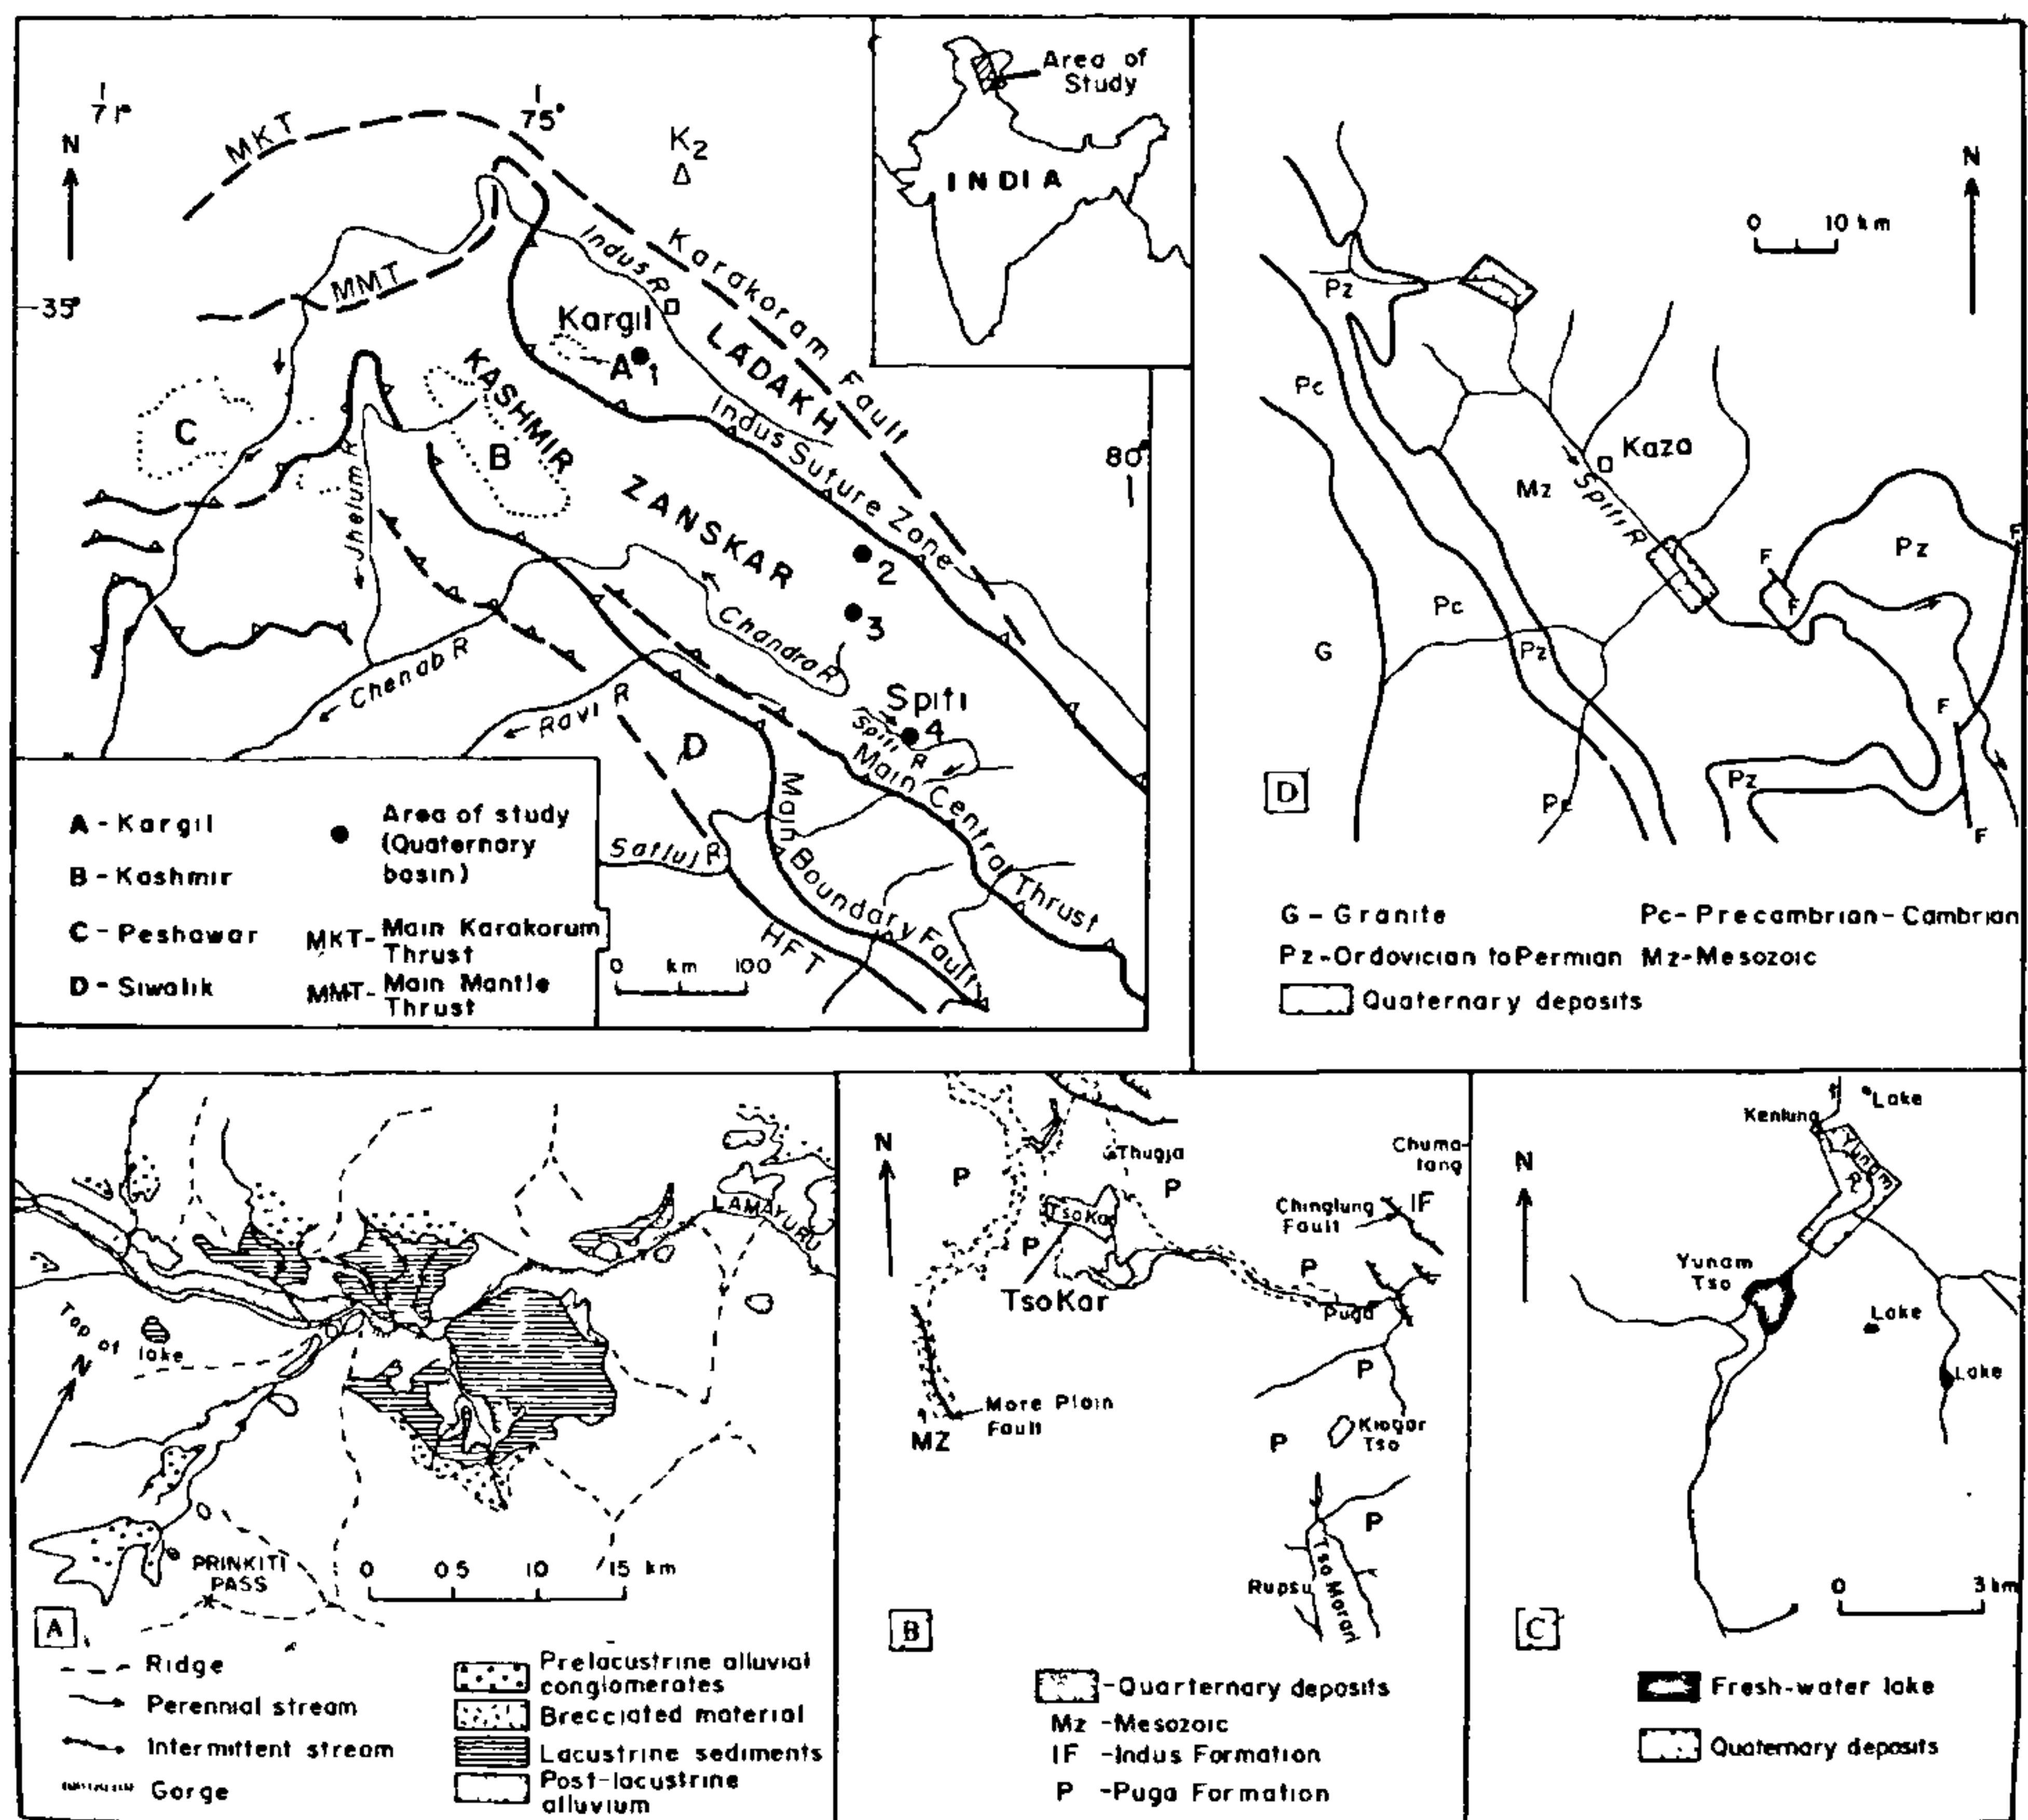 71°
75°
N
MKT
K2
Area of
Study
INDIA
MMT
35°
Indus R
Karakoram Fault
Kargil
A 1
LADAKH
KASHMIR
C
B
Indus Suture Zone
80°
ZANSKAR
Jhelum R
2
3
Chandra R
Chenab R
Ravi R
Spiti
4
Spiti R
D
Main Central Thrust
Main Boundary Fault
Satluj R
HFT
0 km 100
A - Kargil
B - Kashmir
C - Peshawar
D - Siwalik
Area of study
(Quaternary
basin)
MKT - Main Karakorum
Thrust
MMT - Main Mantle
Thrust
N
0 10 km
Pz
Pc
Kaza
Mz
Spiti R
F
Pz
F
F
Pc
G
Pz
F
Pz
Pc
F
D
G - Granite
Pc - Precambrian - Cambrian
Pz - Ordovician to Permian
Mz - Mesozoic
Quaternary deposits
LAMAYURU
Top of
lake
N
PRINKITI
PASS
0 0 5 10 15 km
A
Ridge
Perennial stream
Intermittent stream
Gorge
Prelacustrine alluvial
conglomerates
Brecciated material
Lacustrine sediments
Post-lacustrine
alluvium
N
Thugja
Chuma-
tang
P
P
Chinglung
Fault
IF
TsoKar
P
P
TsoKar
Puga
P
More Plain
Fault
MZ
P
Kiagar
Tso
P
Rupsu
Tso Morari
B
-Quarternary deposits
Mz -Mesozoic
IF -Indus Formation
P -Puga Formation
Lake
Kenlung
Yunam
R
N
Yunam
Tso
Lake
Lake
0 3 km
C
Fresh-water lake
Quaternary deposits